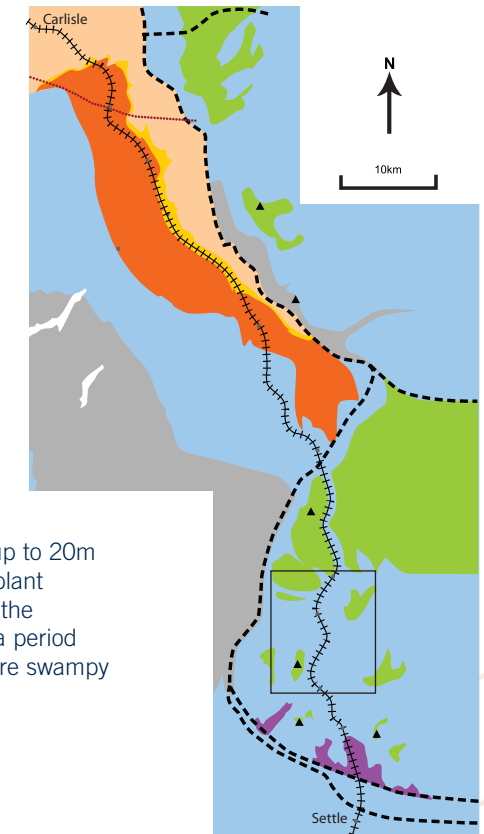 Carlisle
N
10km
up to 20m
plant
the
a period
re swampy
Settle